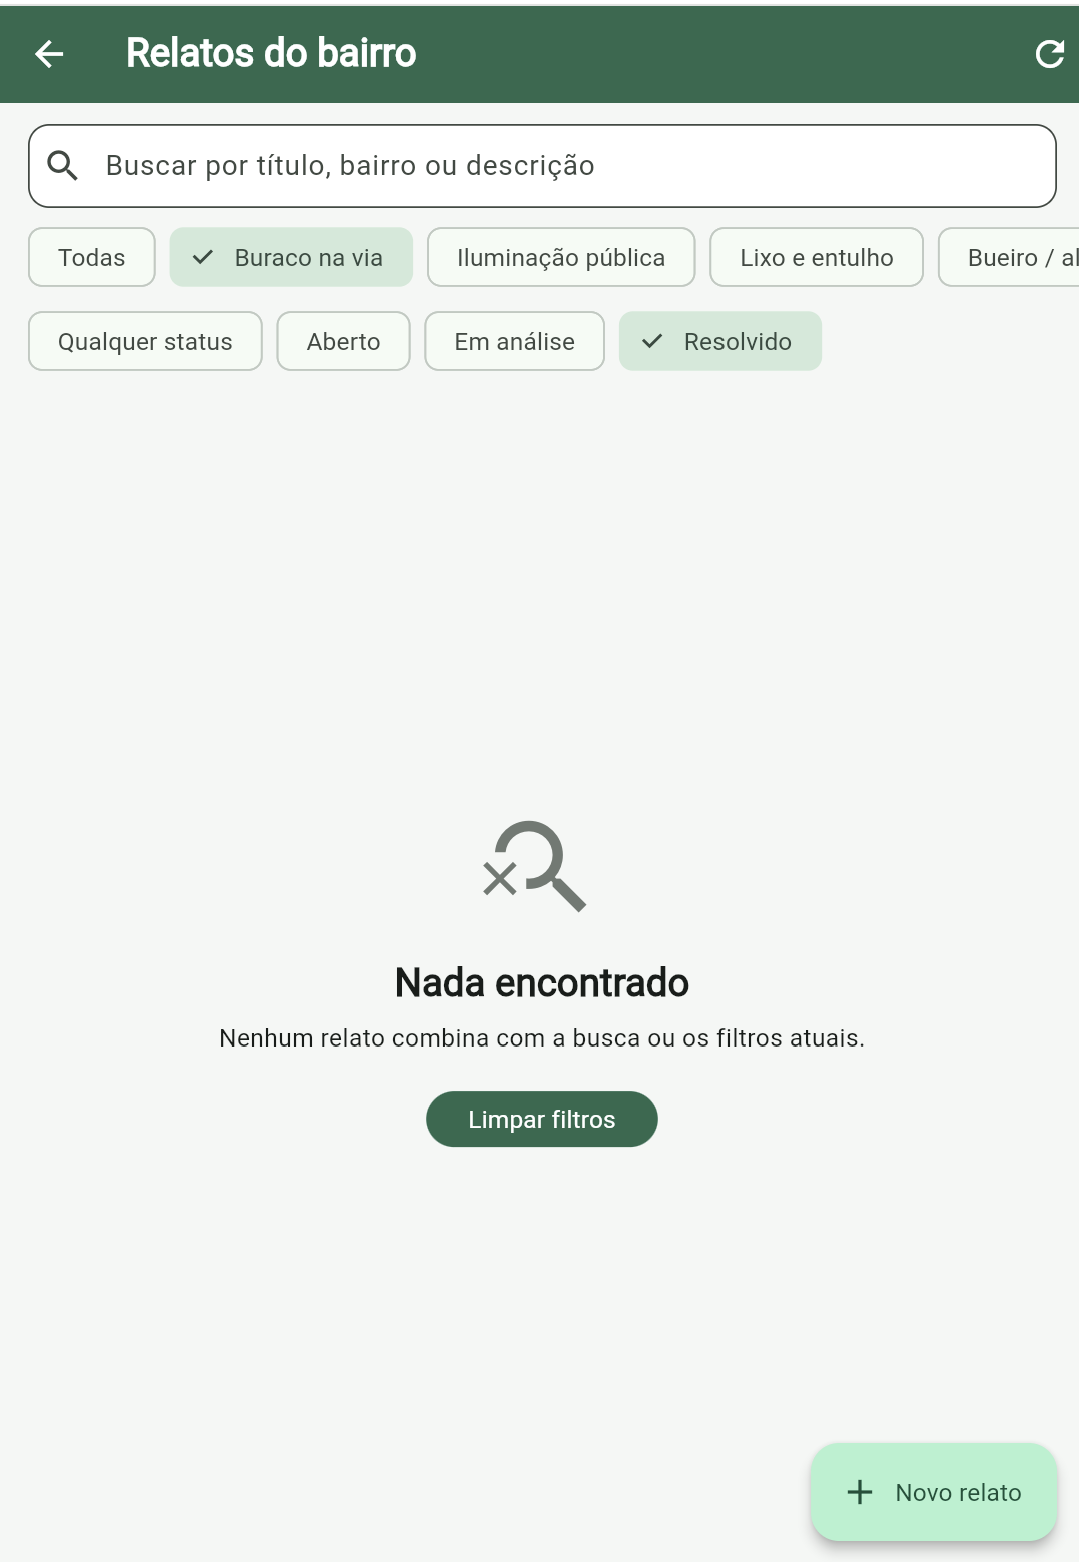 Relatos do bairro
Buscar por título, bairro ou descrição
Todas Buraco na via Iluminação pública Lixo e entulho Bueiro / al
Qualquer status Aberto Em análise Resolvido
Nada encontrado
Nenhum relato combina com a busca ou os filtros atuais.
Limpar filtros
Novo relato